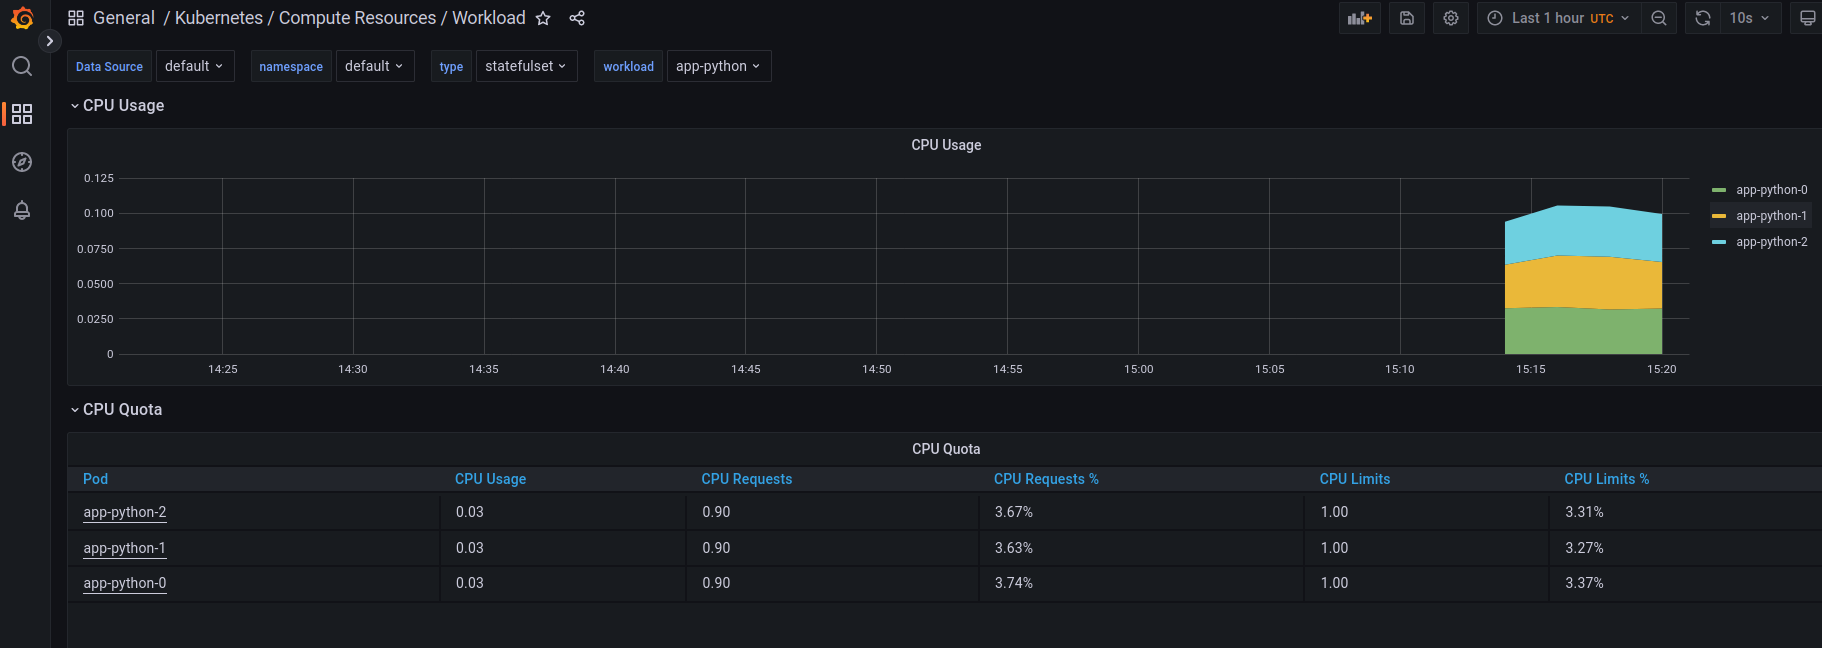 General / Kubernetes / Compute Resources / Workload Last 1 hour UTC 10s
Data Source default namespace default type statefulset workload app-python
CPU Usage
CPU Usage
0.125
0.100
0.0750
0.0500
0.0250
0
14:25 14:30 14:35 14:40 14:45 14:50 14:55 15:00 15:05 15:10 15:15 15:20
app-python-0
app-python-1
app-python-2
CPU Quota
CPU Quota
Pod CPU Usage CPU Requests CPU Requests % CPU Limits CPU Limits %
app-python-2 0.03 0.90 3.67% 1.00 3.31%
app-python-1 0.03 0.90 3.63% 1.00 3.27%
app-python-0 0.03 0.90 3.74% 1.00 3.37%